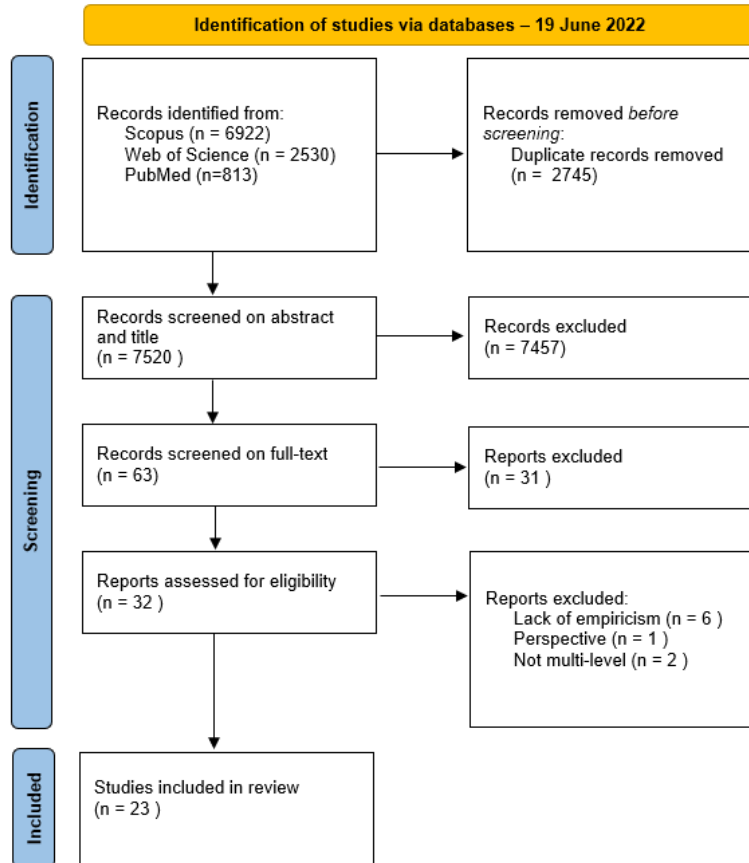 Identification of studies via databases – 19 June 2022
Identification
Records identified from:
Scopus (n = 6922)
Web of Science (n = 2530)
PubMed (n=813)
Records removed before
screening:
Duplicate records removed
(n = 2745)
Screening
Records screened on abstract
and title
(n = 7520 )
Records excluded
(n = 7457)
Records screened on full-text
(n = 63)
Reports excluded
(n = 31 )
Reports assessed for eligibility
(n = 32 )
Reports excluded:
Lack of empiricism (n = 6 )
Perspective (n = 1 )
Not multi-level (n = 2 )
Included
Studies included in review
(n = 23 )